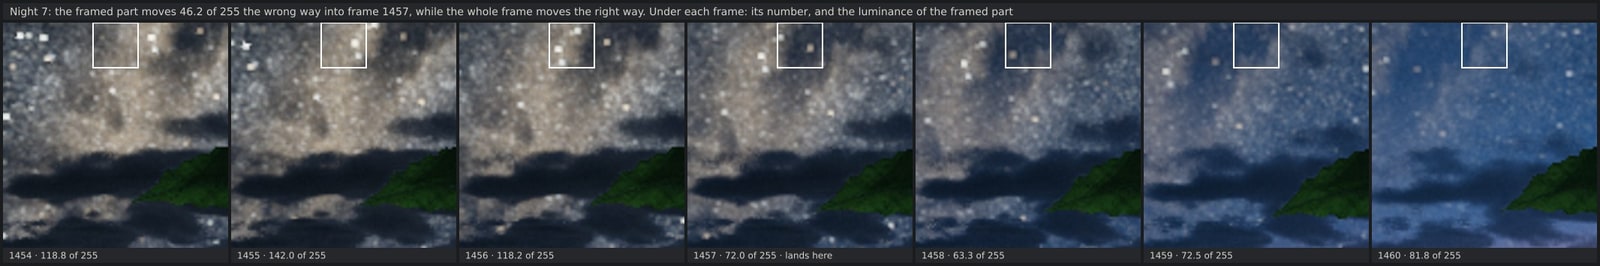 Night 7: the framed part moves 46.2 of 255 the wrong way into frame 1457, while the whole frame moves the right way. Under each frame: its number, and the luminance of the framed part
1454 · 118.8 of 255
1455 · 142.0 of 255
1456 · 118.2 of 255
1457 · 72.0 of 255 · lands here
1458 · 63.3 of 255
1459 · 72.5 of 255
1460 · 81.8 of 255